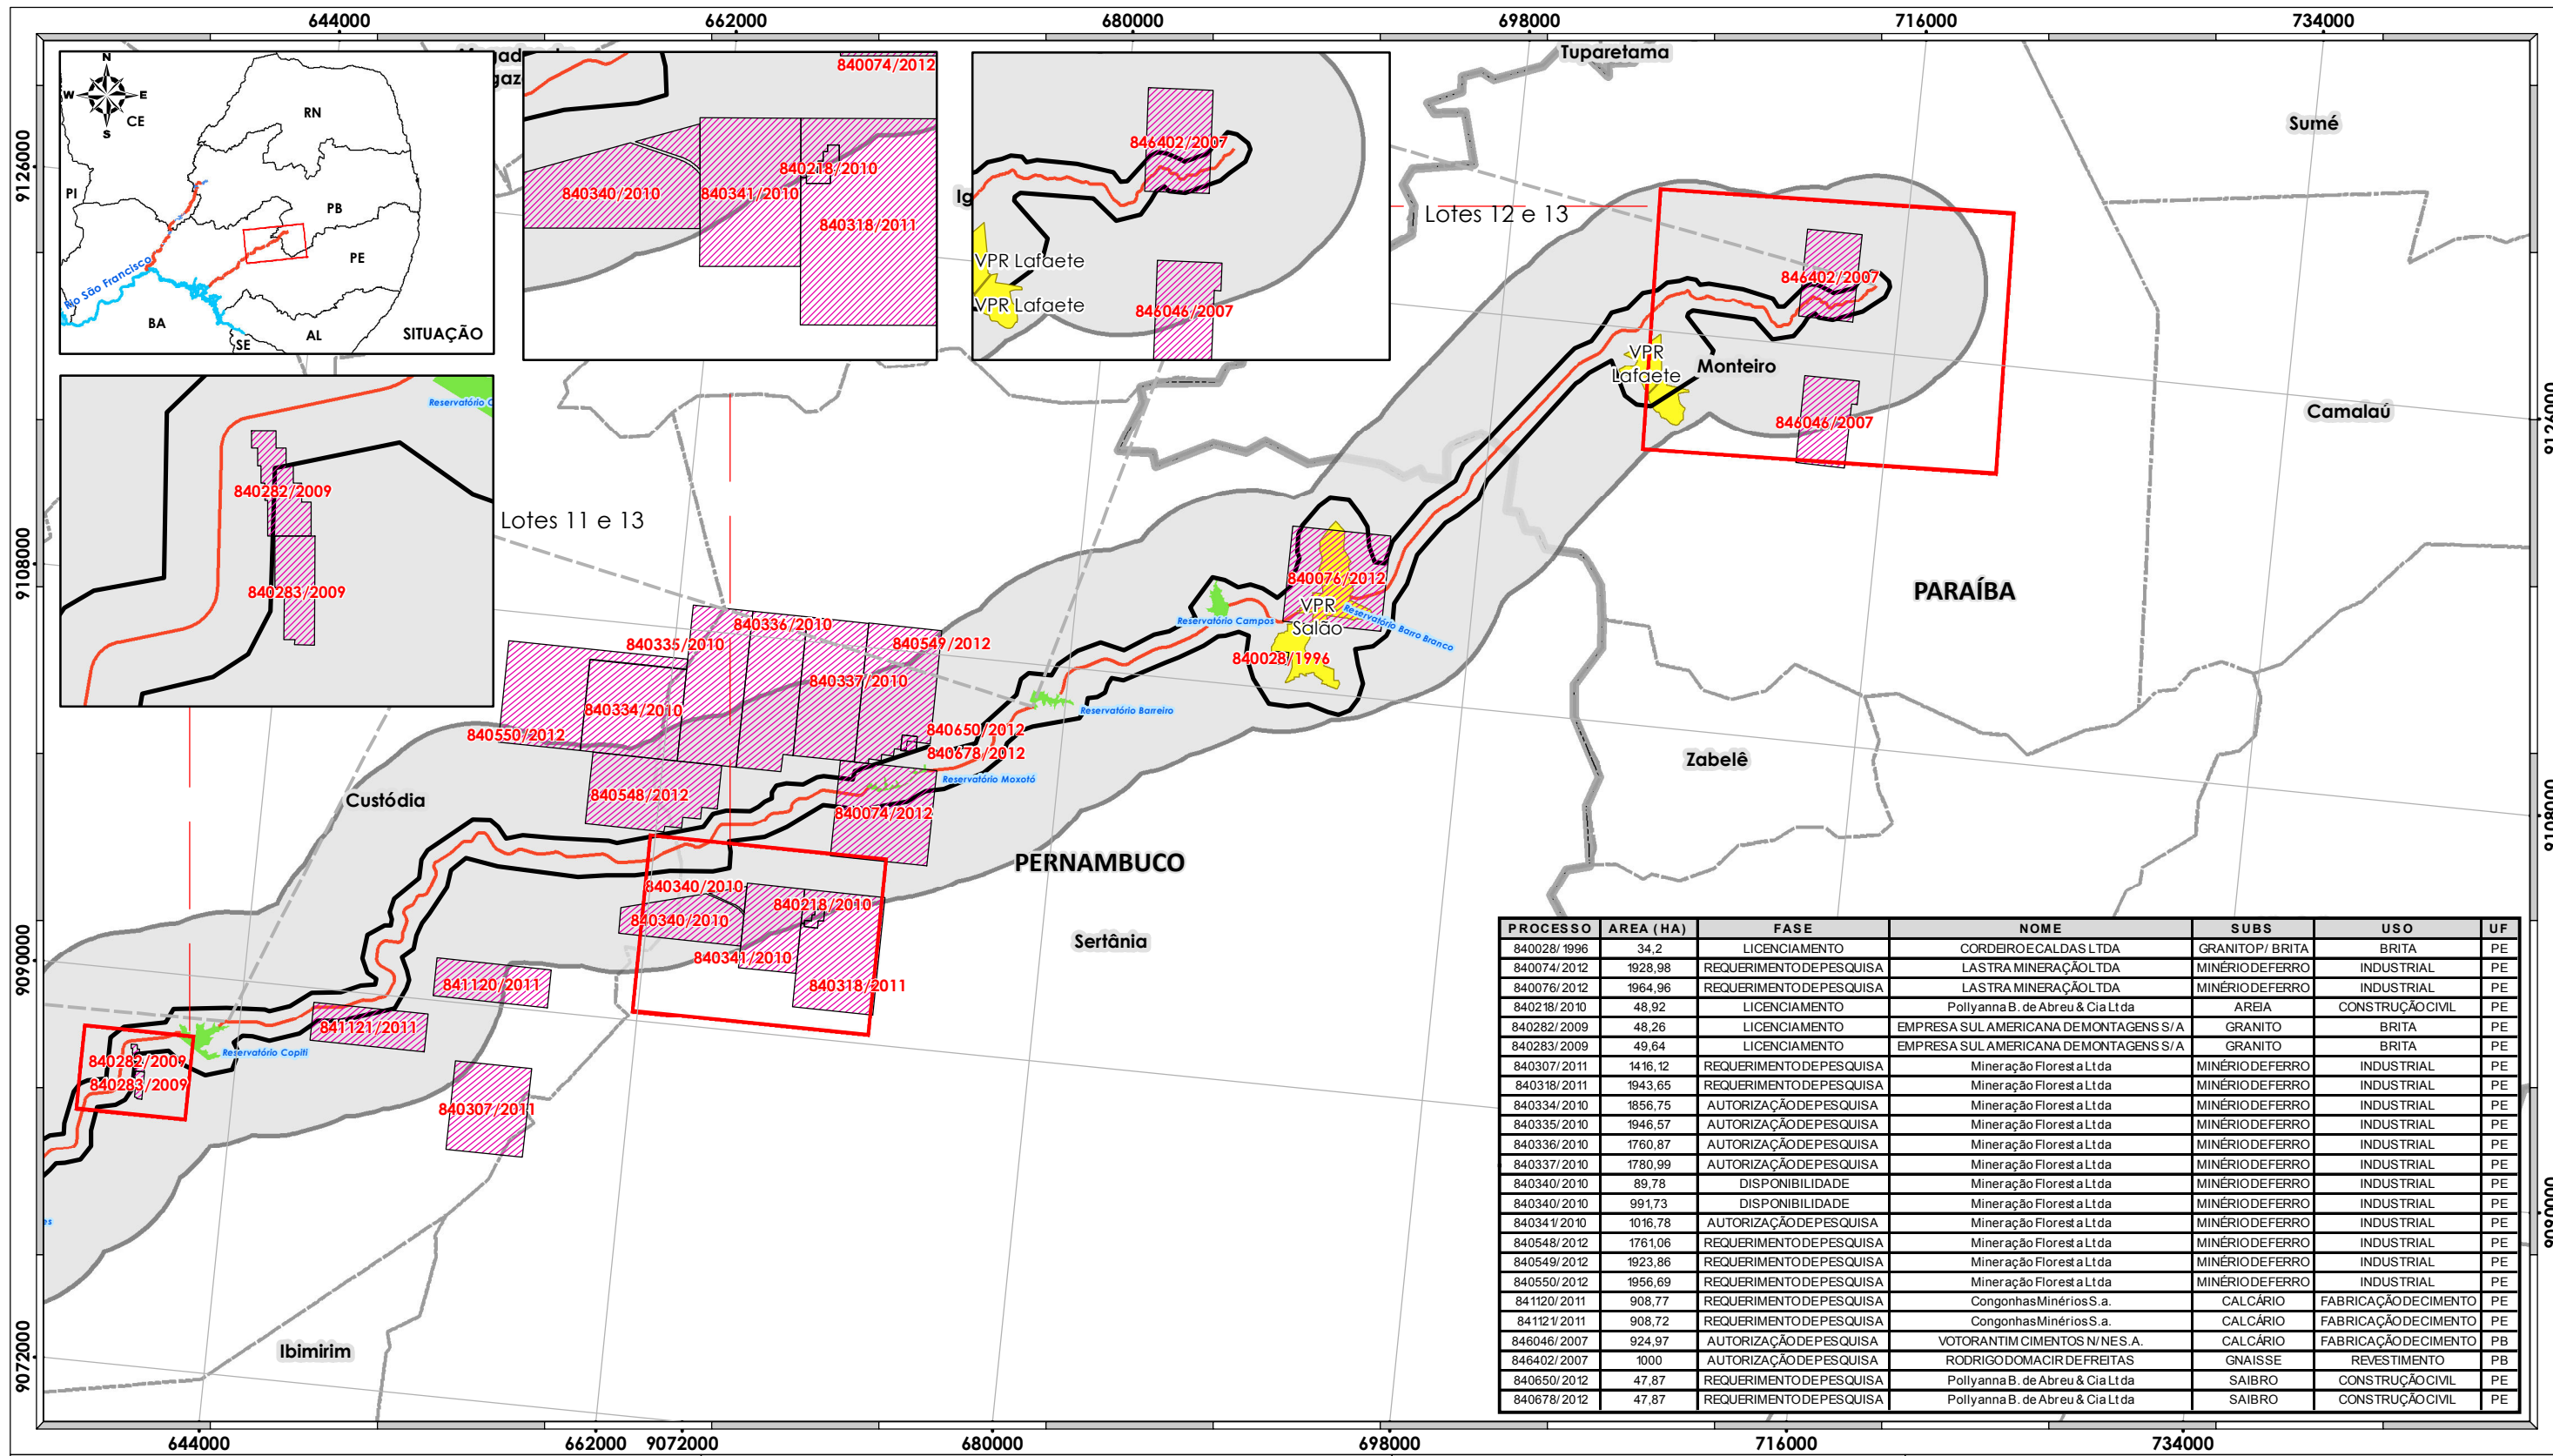 644000 662000 680000 698000 716000 734000
N
W E
S
CE
RN
PI
PB
PE
Rio São Francisco
BA
AL
SE
SITUAÇÃO
840074/2012
840218/2010
840340/2010
840341/2010
840318/2011
846402/2007
VPR Lafaete
VPR Lafaete
846046/2007
Tuparetama
Sumé
9126000
Lotes 12 e 13
846402/2007
VPR
Lafaete
Monteiro
846046/2007
Camalaú
9126000
840282/2009
840283/2009
Lotes 11 e 13
9108000
840076/2012
VPR
Salão
Reservatório Barro Branco
Reservatório Campos
840028/1996
PARAÍBA
840335/2010
840336/2010
840549/2012
840337/2010
840334/2010
840550/2012
840650/2012
840678/2012
Reservatório Barreiro
Reservatório Moxotó
Zabelê
Custódia
840548/2012
840074/2012
9108000
PERNAMBUCO
840340/2010
840340/2010
840218/2010
840341/2010
840318/2011
Sertânia
9090000
841120/2011
841121/2011
Reservatório Copiti
840282/2009
840283/2009
840307/2011
9090000
Ibimirim
9072000
PROCESSO AREA (HA) FASE NOME SUBS USO UF
840028/1996 34,2 LICENCIAMENTO CORDEIRO E CALDAS LTDA GRANITO P/ BRITA BRITA PE
840074/2012 1928,98 REQUERIMENTO DE PESQUISA LASTRA MINERAÇÃO LTDA MINÉRIO DE FERRO INDUSTRIAL PE
840076/2012 1964,96 REQUERIMENTO DE PESQUISA LASTRA MINERAÇÃO LTDA MINÉRIO DE FERRO INDUSTRIAL PE
840218/2010 48,92 LICENCIAMENTO Pollyanna B. de Abreu & Cia Ltda AREIA CONSTRUÇÃO CIVIL PE
840282/2009 48,26 LICENCIAMENTO EMPRESA SUL AMERICANA DE MONTAGENS S/A GRANITO BRITA PE
840283/2009 49,64 LICENCIAMENTO EMPRESA SUL AMERICANA DE MONTAGENS S/A GRANITO BRITA PE
840307/2011 1416,12 REQUERIMENTO DE PESQUISA Mineração Floresta Ltda MINÉRIO DE FERRO INDUSTRIAL PE
840318/2011 1943,65 REQUERIMENTO DE PESQUISA Mineração Floresta Ltda MINÉRIO DE FERRO INDUSTRIAL PE
840334/2010 1856,75 AUTORIZAÇÃO DE PESQUISA Mineração Floresta Ltda MINÉRIO DE FERRO INDUSTRIAL PE
840335/2010 1946,57 AUTORIZAÇÃO DE PESQUISA Mineração Floresta Ltda MINÉRIO DE FERRO INDUSTRIAL PE
840336/2010 1760,87 AUTORIZAÇÃO DE PESQUISA Mineração Floresta Ltda MINÉRIO DE FERRO INDUSTRIAL PE
840337/2010 1780,99 AUTORIZAÇÃO DE PESQUISA Mineração Floresta Ltda MINÉRIO DE FERRO INDUSTRIAL PE
840340/2010 89,78 DISPONIBILIDADE Mineração Floresta Ltda MINÉRIO DE FERRO INDUSTRIAL PE
840340/2010 991,73 DISPONIBILIDADE Mineração Floresta Ltda MINÉRIO DE FERRO INDUSTRIAL PE
840341/2010 1016,78 AUTORIZAÇÃO DE PESQUISA Mineração Floresta Ltda MINÉRIO DE FERRO INDUSTRIAL PE
840548/2012 1761,06 REQUERIMENTO DE PESQUISA Mineração Floresta Ltda MINÉRIO DE FERRO INDUSTRIAL PE
840549/2012 1923,86 REQUERIMENTO DE PESQUISA Mineração Floresta Ltda MINÉRIO DE FERRO INDUSTRIAL PE
840550/2012 1956,69 REQUERIMENTO DE PESQUISA Mineração Floresta Ltda MINÉRIO DE FERRO INDUSTRIAL PE
841120/2011 908,77 REQUERIMENTO DE PESQUISA Congonhas Minérios S.a. CALCÁRIO FABRICAÇÃO DE CIMENTO PE
841121/2011 908,72 REQUERIMENTO DE PESQUISA Congonhas Minérios S.a. CALCÁRIO FABRICAÇÃO DE CIMENTO PE
846046/2007 924,97 AUTORIZAÇÃO DE PESQUISA VOTORANTIM CIMENTOS N/NE S.A. CALCÁRIO FABRICAÇÃO DE CIMENTO PB
846402/2007 1000 AUTORIZAÇÃO DE PESQUISA RODRIGO DOMACIR DE FREITAS GNAISSE REVESTIMENTO PB
840650/2012 47,87 REQUERIMENTO DE PESQUISA Pollyanna B. de Abreu & Cia Ltda SAIBRO CONSTRUÇÃO CIVIL PE
840678/2012 47,87 REQUERIMENTO DE PESQUISA Pollyanna B. de Abreu & Cia Ltda SAIBRO CONSTRUÇÃO CIVIL PE
644000 662000 9072000 680000 698000 716000 734000